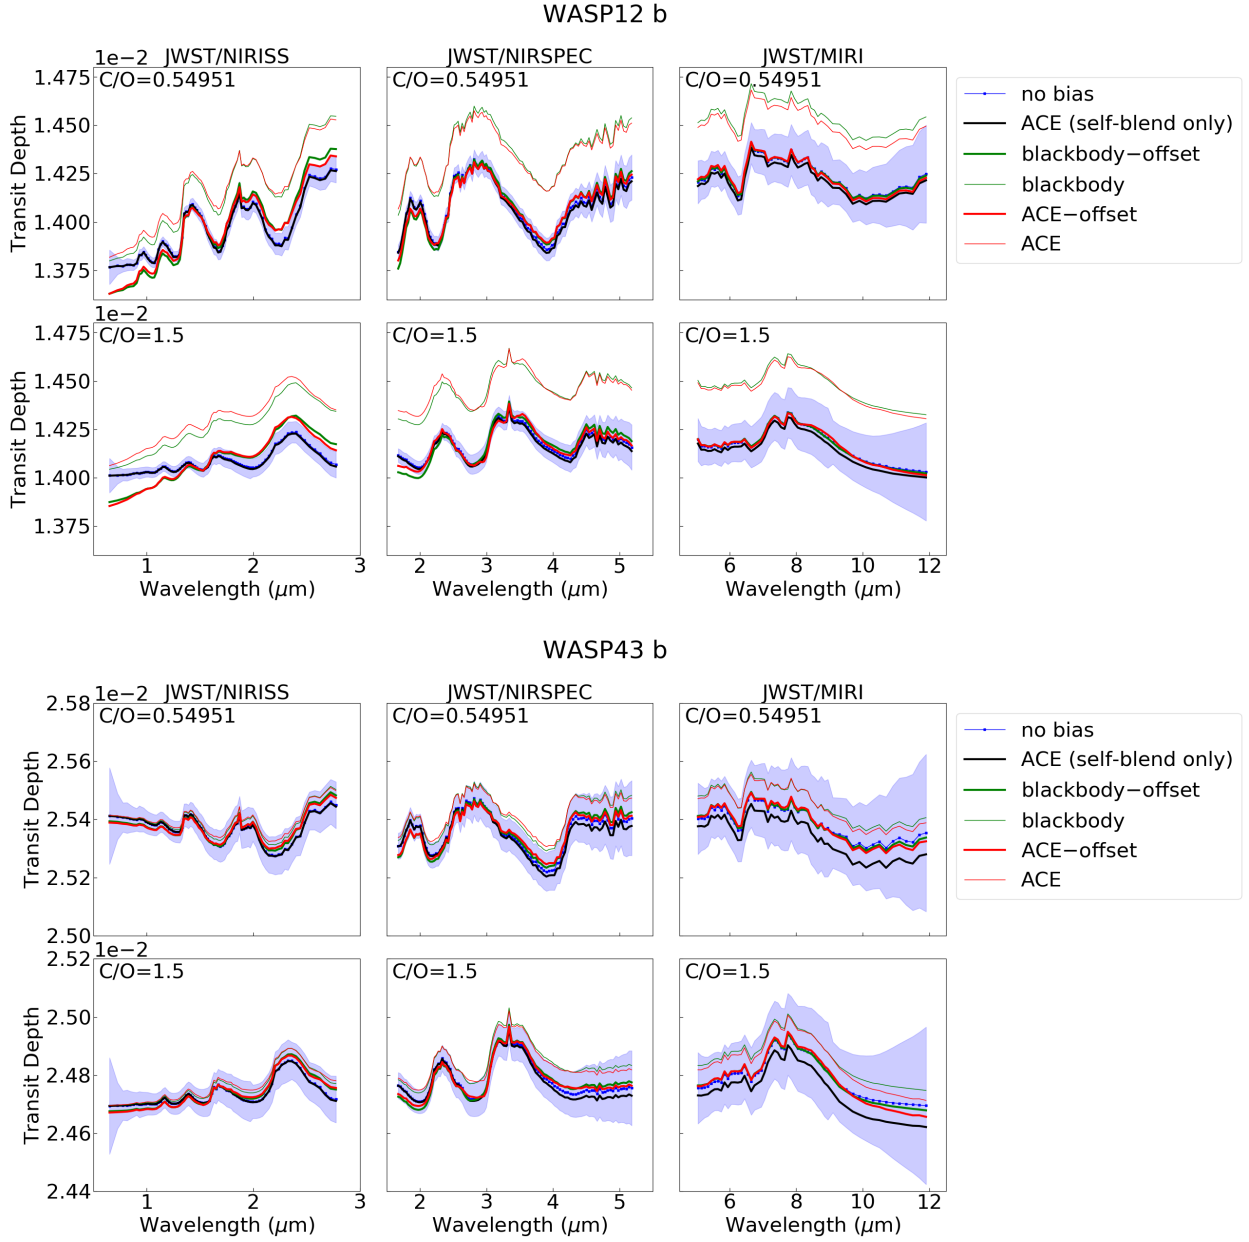 WASP12 b
JWST/NIRISS JWST/NIRSPEC JWST/MIRI
1e−2
C/O=0.54951 C/O=0.54951 C/O=0.54951
1.475
1.450
1.425
1.400
1.375
Transit Depth
no bias
ACE (self-blend only)
blackbody−offset
blackbody
ACE−offset
ACE
1e−2
C/O=1.5 C/O=1.5 C/O=1.5
1.475
1.450
1.425
1.400
1.375
Transit Depth
1 2 3 2 3 4 5 6 8 10 12
Wavelength (μm) Wavelength (μm) Wavelength (μm)
WASP43 b
JWST/NIRISS JWST/NIRSPEC JWST/MIRI
1e−2
C/O=0.54951 C/O=0.54951 C/O=0.54951
2.58
2.56
2.54
2.52
2.50
Transit Depth
no bias
ACE (self-blend only)
blackbody−offset
blackbody
ACE−offset
ACE
1e−2
C/O=1.5 C/O=1.5 C/O=1.5
2.52
2.50
2.48
2.46
2.44
Transit Depth
1 2 3 2 3 4 5 6 8 10 12
Wavelength (μm) Wavelength (μm) Wavelength (μm)